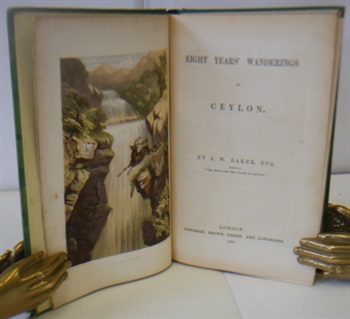 EIGHT YEARS' WANDERINGS
IN
CEYLON.
BY S. W. BAKER, ESQ.
LONDON:
LONGMAN, BROWN, GREEN, AND LONGMANS.